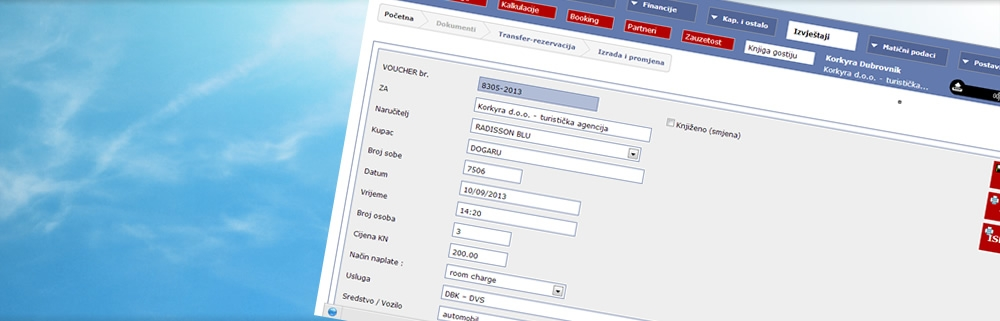 Kalkulacije
Booking
Partneri
Zauzetost
Financije
Kap. i ostalo
Izvještaji
Matični podaci
Knjiga gostiju
Korkyra Dubrovnik
Korkyra d.o.o. - turistička...
Početna
Dokumenti
Transfer-rezervacija
Izrada i promjena
VOUCHER br.
8305-2013
ZA
Korkyra d.o.o. - turistička agencija
Knjiženo (smjena)
Naručitelj
RADISSON BLU
Kupac
DOGARU
Broj sobe
7506
Datum
10/09/2013
Vrijeme
14:20
Broj osoba
3
Cijena KN
200.00
Način naplate :
room charge
Usluga
DBK - DVS
Sredstvo / Vozilo
automobil